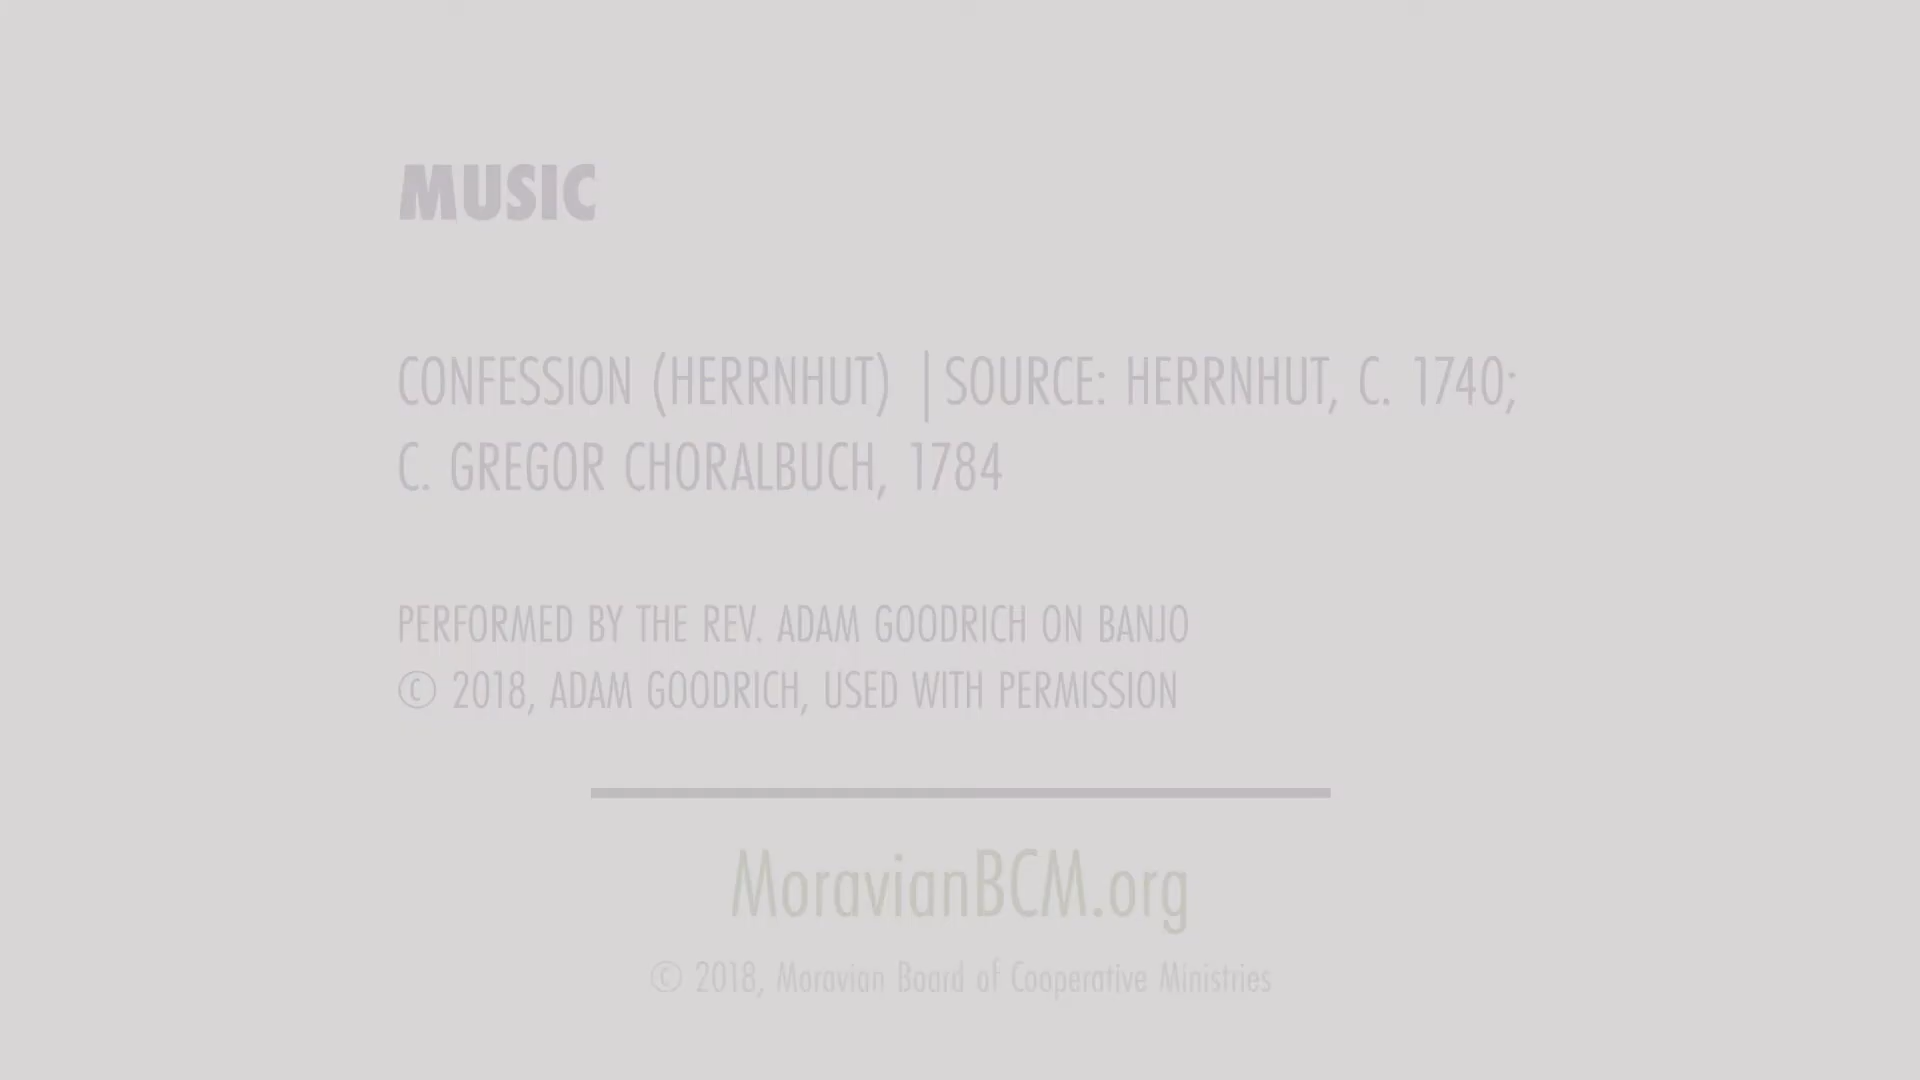 MUSIC
CONFESSION (HERRNHUT) | SOURCE: HERRNHUT, C. 1740;
C. GREGOR CHORALBUCH, 1784
PERFORMED BY THE REV. ADAM GOODRICH ON BANJO
© 2018, ADAM GOODRICH, USED WITH PERMISSION
MoravianBCM.org
© 2018, Moravian Board of Cooperative Ministries